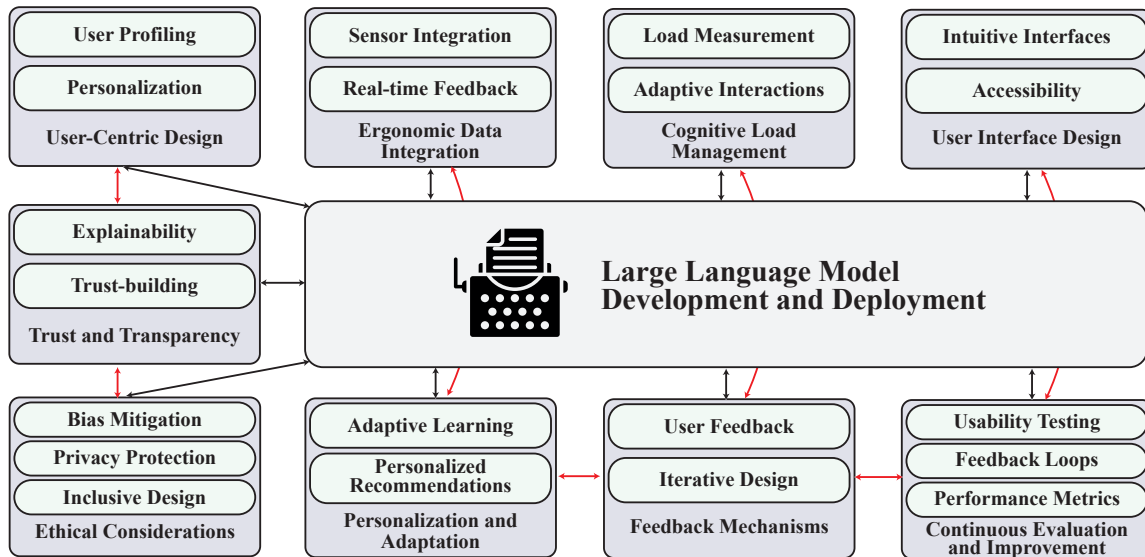 User Profiling
Personalization
User-Centric Design
Sensor Integration
Real-time Feedback
Ergonomic Data
Integration
Load Measurement
Adaptive Interactions
Cognitive Load
Management
Intuitive Interfaces
Accessibility
User Interface Design
Explainability
Trust-building
Trust and Transparency
Large Language Model
Development and Deployment
Bias Mitigation
Privacy Protection
Inclusive Design
Ethical Considerations
Adaptive Learning
Personalized
Recommendations
Personalization and
Adaptation
User Feedback
Iterative Design
Feedback Mechanisms
Usability Testing
Feedback Loops
Performance Metrics
Continuous Evaluation
and Improvement